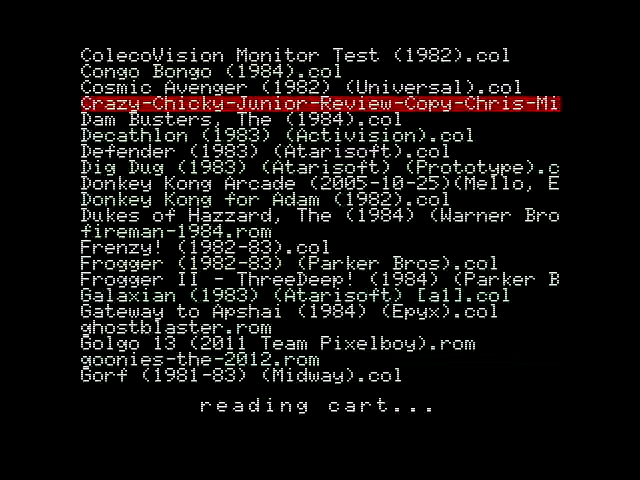 ColecoVision Monitor Test (1982).col
Congo Bongo (1984).col
Cosmic Avenger (1982) (Universal).col
Crazy-Chicky-Junior-Review-Copy-Chris-Mi
Dam Busters, The (1984).col
Decathlon (1983) (Activision).col
Defender (1983) (Atarisoft).col
Dig Dug (1983) (Atarisoft) (Prototype).c
Donkey Kong Arcade (2005-10-25)(Mello, E
Donkey Kong for Adam (1982).col
Dukes of Hazzard, The (1984) (Warner Bro
fireman-1984.rom
Frenzy! (1982-83).col
Frogger (1982-83) (Parker Bros).col
Frogger II - ThreeDeep! (1984) (Parker B
Galaxian (1983) (Atarisoft) [a1].col
Gateway to Apshai (1984) (Epyx).col
ghostblaster.rom
Golgo 13 (2011 Team Pixelboy).rom
goonies-the-2012.rom
Gorf (1981-83) (Midway).col
reading cart...